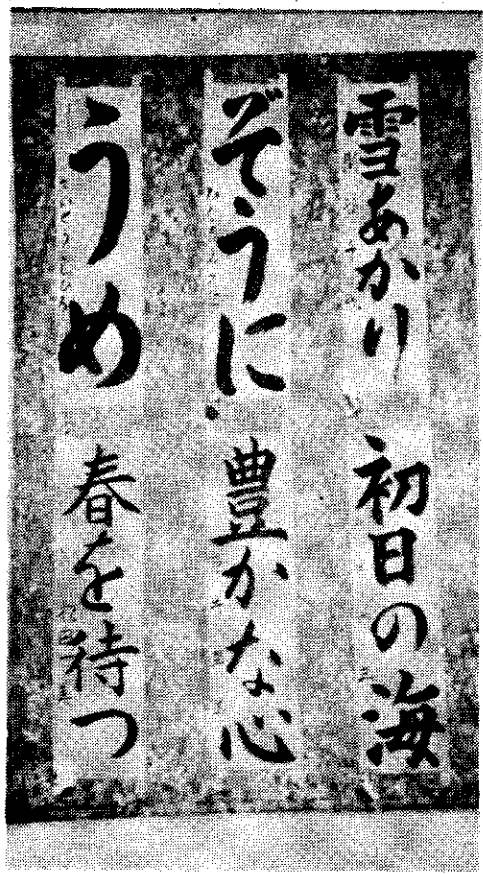 雪あかり
ぞうに
うめ
初日の海
豊かな心
春を待つ